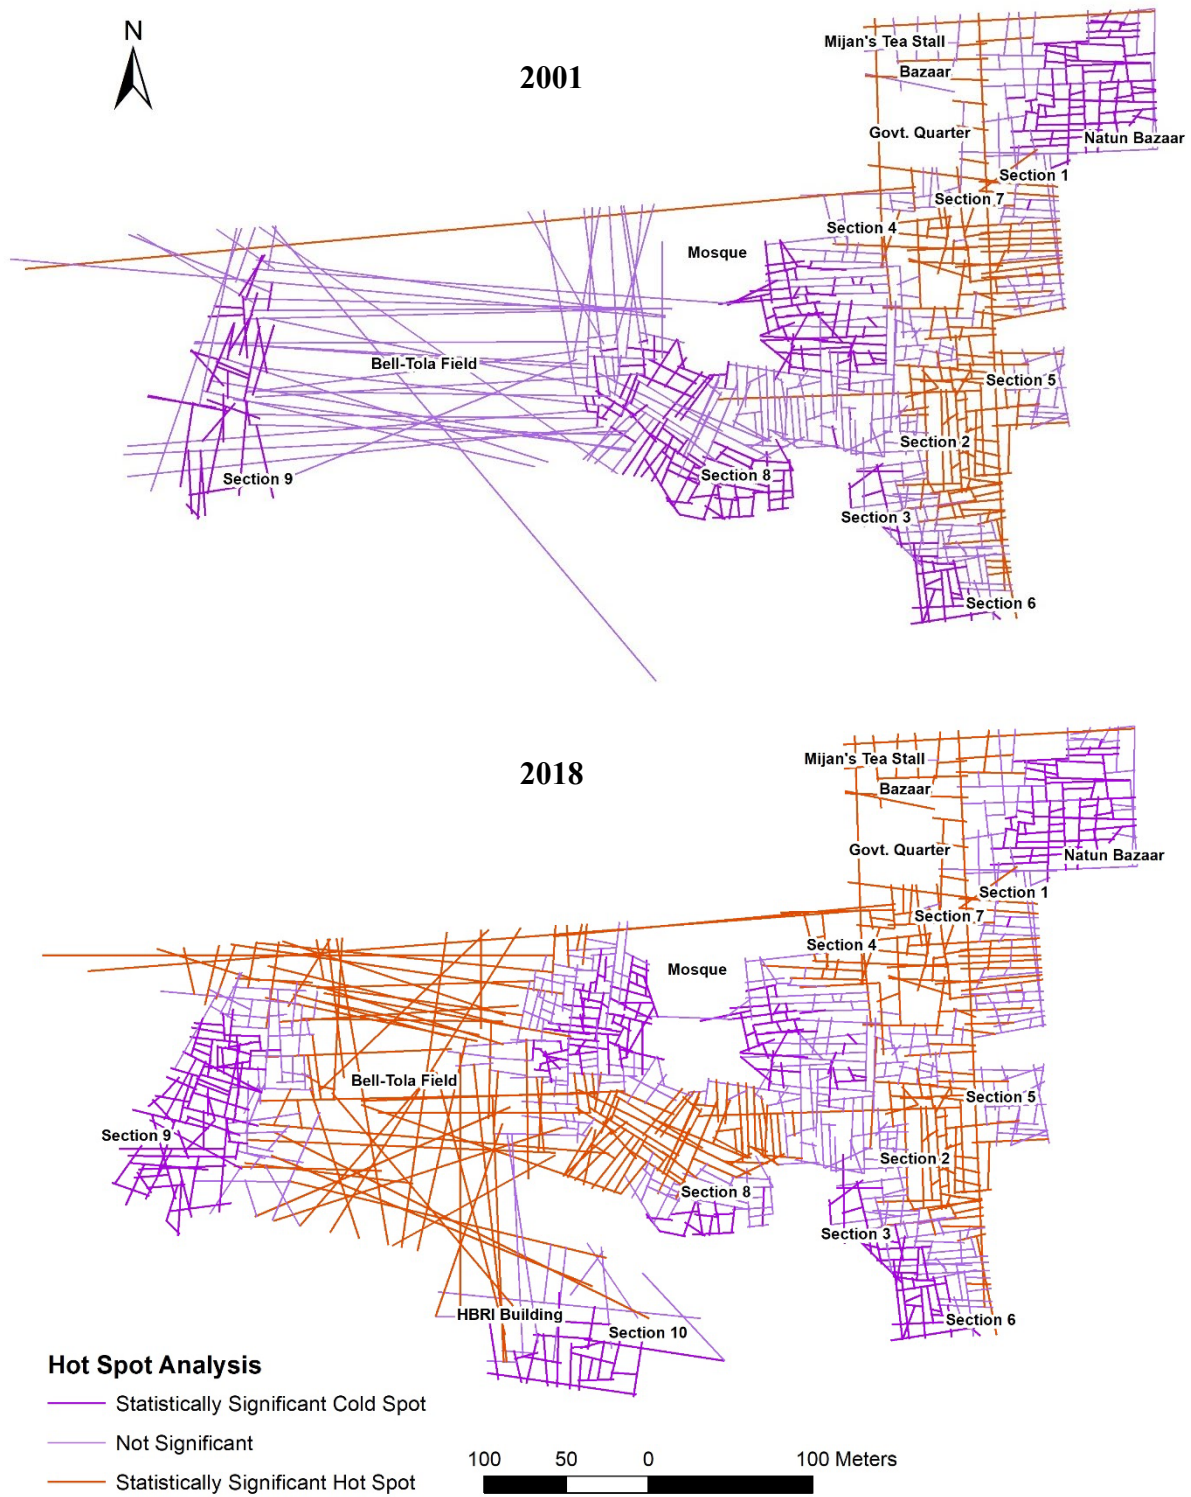 N
2001
Mijan's Tea Stall
Bazaar
Govt. Quarter
Natun Bazaar
Section 1
Section 7
Section 4
Mosque
Bell-Tola Field
Section 5
Section 2
Section 9
Section 8
Section 3
Section 6
2018
Mijan's Tea Stall
Bazaar
Govt. Quarter
Natun Bazaar
Section 1
Section 7
Section 4
Mosque
Bell-Tola Field
Section 5
Section 9
Section 2
Section 8
Section 3
HBRI Building
Section 6
Section 10
Hot Spot Analysis
Statistically Significant Cold Spot
Not Significant
Statistically Significant Hot Spot
100 50 0 100 Meters